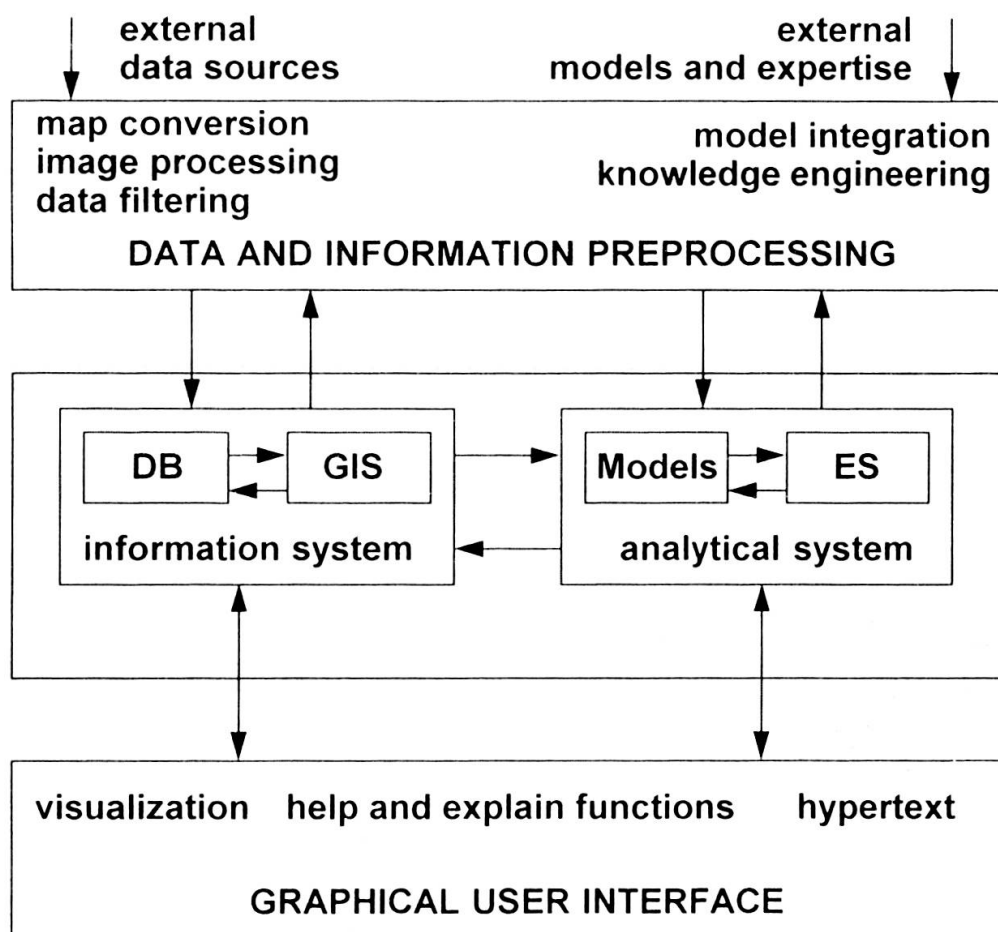 external
data sources
external
models and expertise
map conversion
image processing
data filtering
model integration
knowledge engineering
DATA AND INFORMATION PREPROCESSING
DB
GIS
information system
Models
ES
analytical system
visualization
help and explain functions
hypertext
GRAPHICAL USER INTERFACE